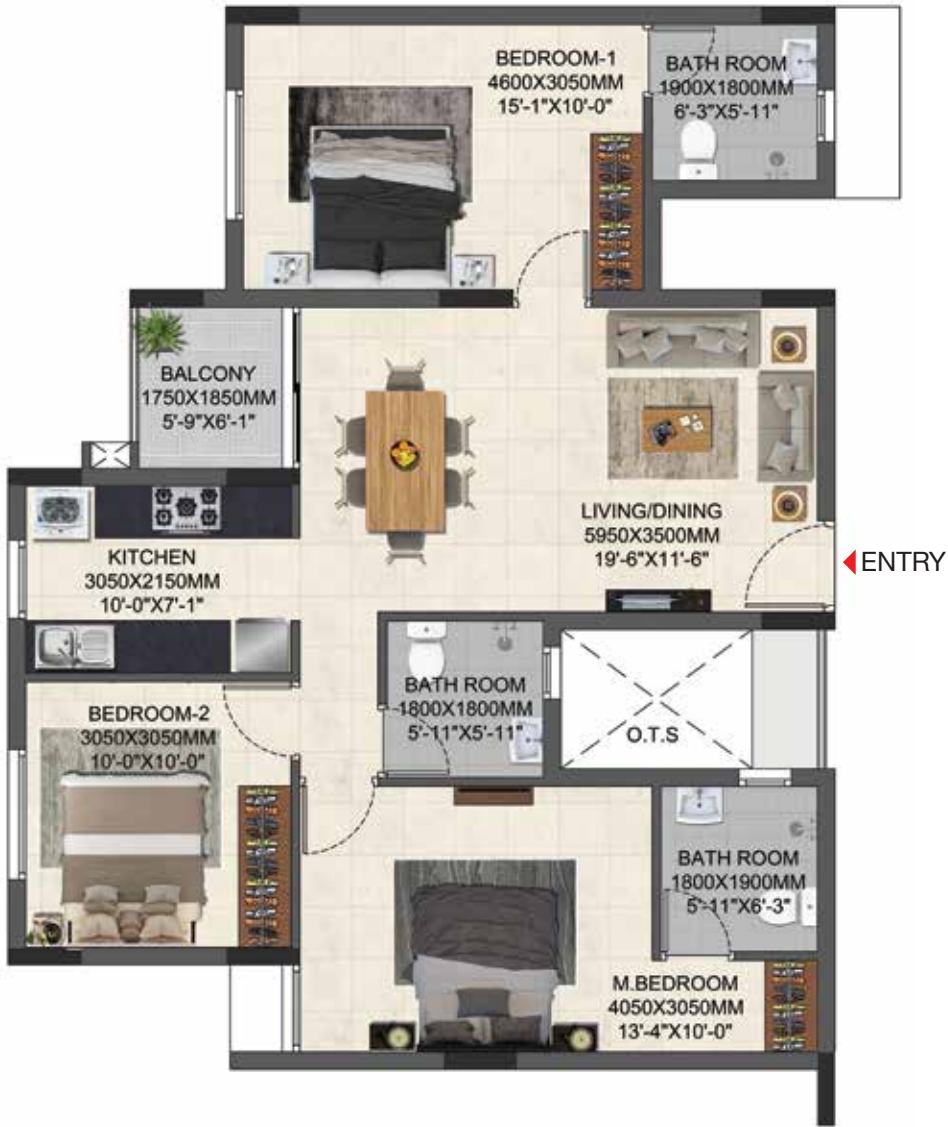 BEDROOM-1
4600X3050MM
15'-1"X10'-0"
BATH ROOM
1900X1800MM
6'-3"X5'-11"
BALCONY
1750X1850MM
5'-9"X6'-1"
LIVING/DINING
5950X3500MM
19'-6"X11'-6"
ENTRY
KITCHEN
3050X2150MM
10'-0"X7'-1"
BATH ROOM
1800X1800MM
5'-11"X5'-11"
O.T.S
BEDROOM-2
3050X3050MM
10'-0"X10'-0"
BATH ROOM
1800X1900MM
5'-11"X6'-3"
M.BEDROOM
4050X3050MM
13'-4"X10'-0"